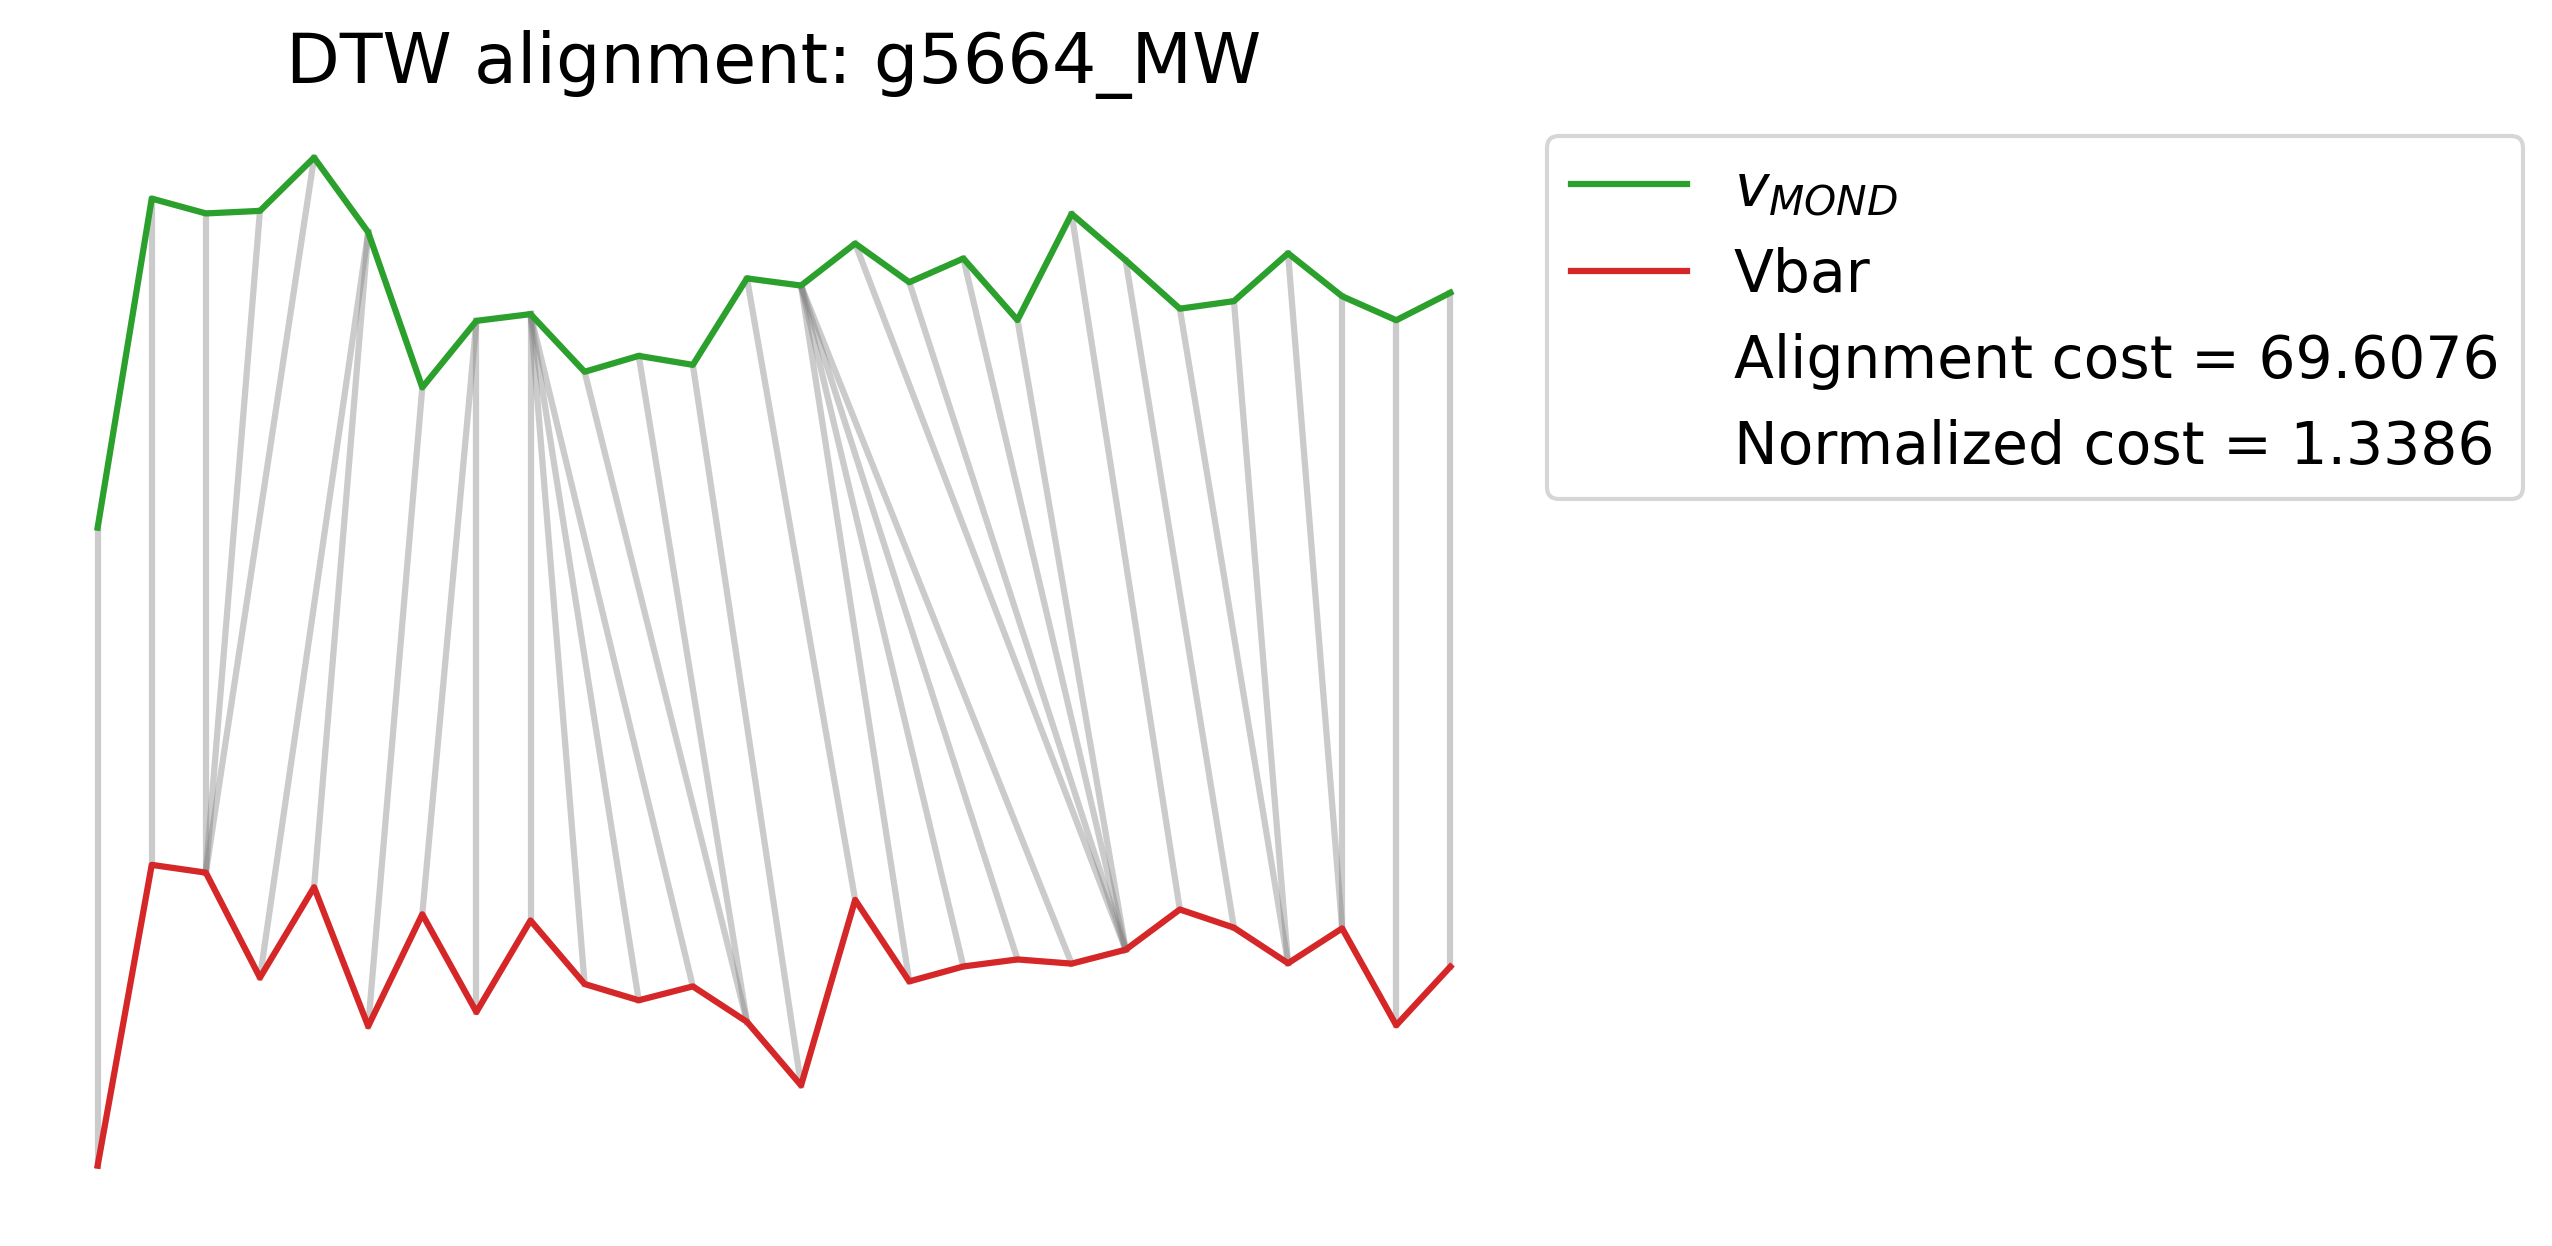 DTW alignment: g5664_MW
v_MOND
Vbar
Alignment cost = 69.6076
Normalized cost = 1.3386